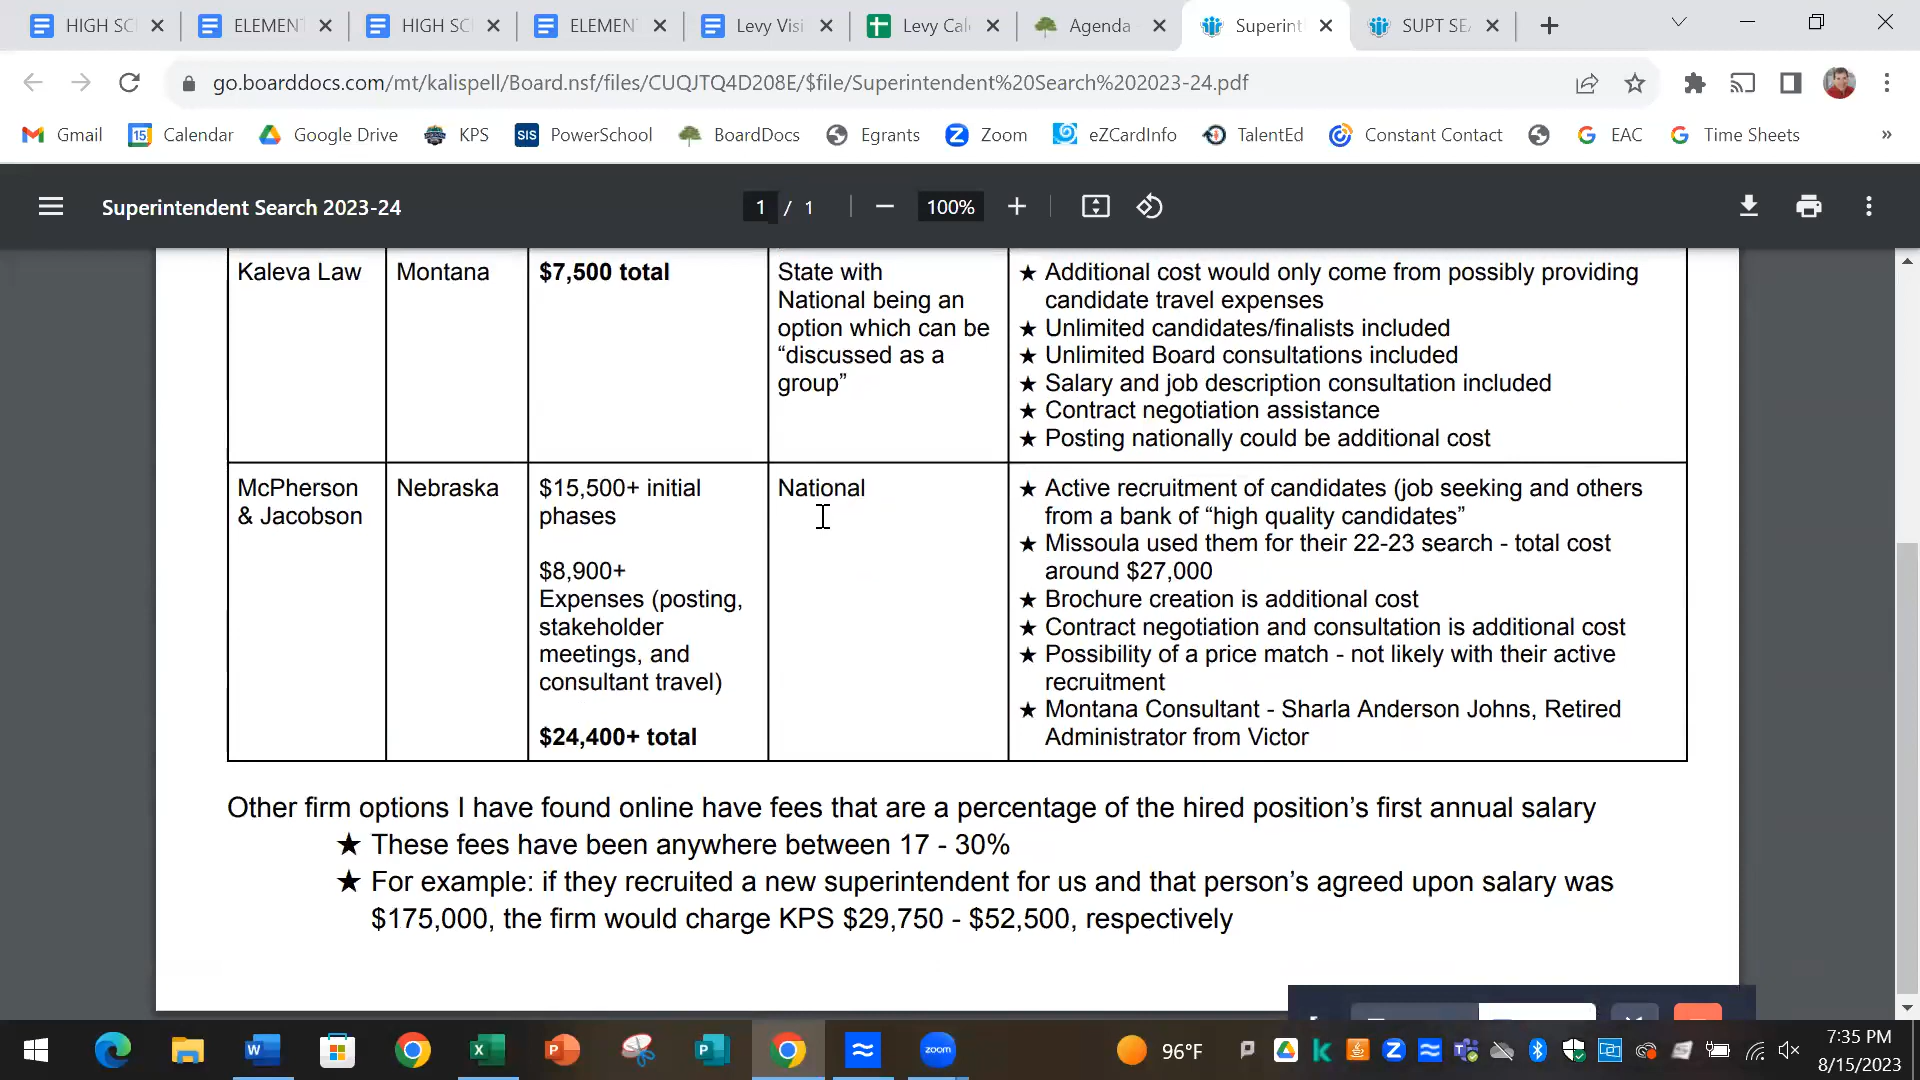 HIGH SC
ELEMEN
HIGH SC
ELEMEN
Levy Visi
Levy Cal
Agenda
Superint
SUPT SEA
go.boarddocs.com/mt/kalispell/Board.nsf/files/CUQJTQ4D208E/$file/Superintendent%20Search%202023-24.pdf
Gmail
Calendar
Google Drive
KPS
SIS PowerSchool
BoardDocs
Egrants
Zoom
eZCardInfo
TalentEd
Constant Contact
EAC
Time Sheets
»
Superintendent Search 2023-24
1 / 1
100%
Kaleva Law
Montana
$7,500 total
State with
National being an
option which can be
“discussed as a
group”
★ Additional cost would only come from possibly providing
candidate travel expenses
★ Unlimited candidates/finalists included
★ Unlimited Board consultations included
★ Salary and job description consultation included
★ Contract negotiation assistance
★ Posting nationally could be additional cost
McPherson
& Jacobson
Nebraska
$15,500+ initial
phases
$8,900+
Expenses (posting,
stakeholder
meetings, and
consultant travel)
$24,400+ total
National
★ Active recruitment of candidates (job seeking and others
from a bank of “high quality candidates”
★ Missoula used them for their 22-23 search - total cost
around $27,000
★ Brochure creation is additional cost
★ Contract negotiation and consultation is additional cost
★ Possibility of a price match - not likely with their active
recruitment
★ Montana Consultant - Sharla Anderson Johns, Retired
Administrator from Victor
Other firm options I have found online have fees that are a percentage of the hired position’s first annual salary
★ These fees have been anywhere between 17 - 30%
★ For example: if they recruited a new superintendent for us and that person’s agreed upon salary was
$175,000, the firm would charge KPS $29,750 - $52,500, respectively
zoom
96°F
7:35 PM
8/15/2023